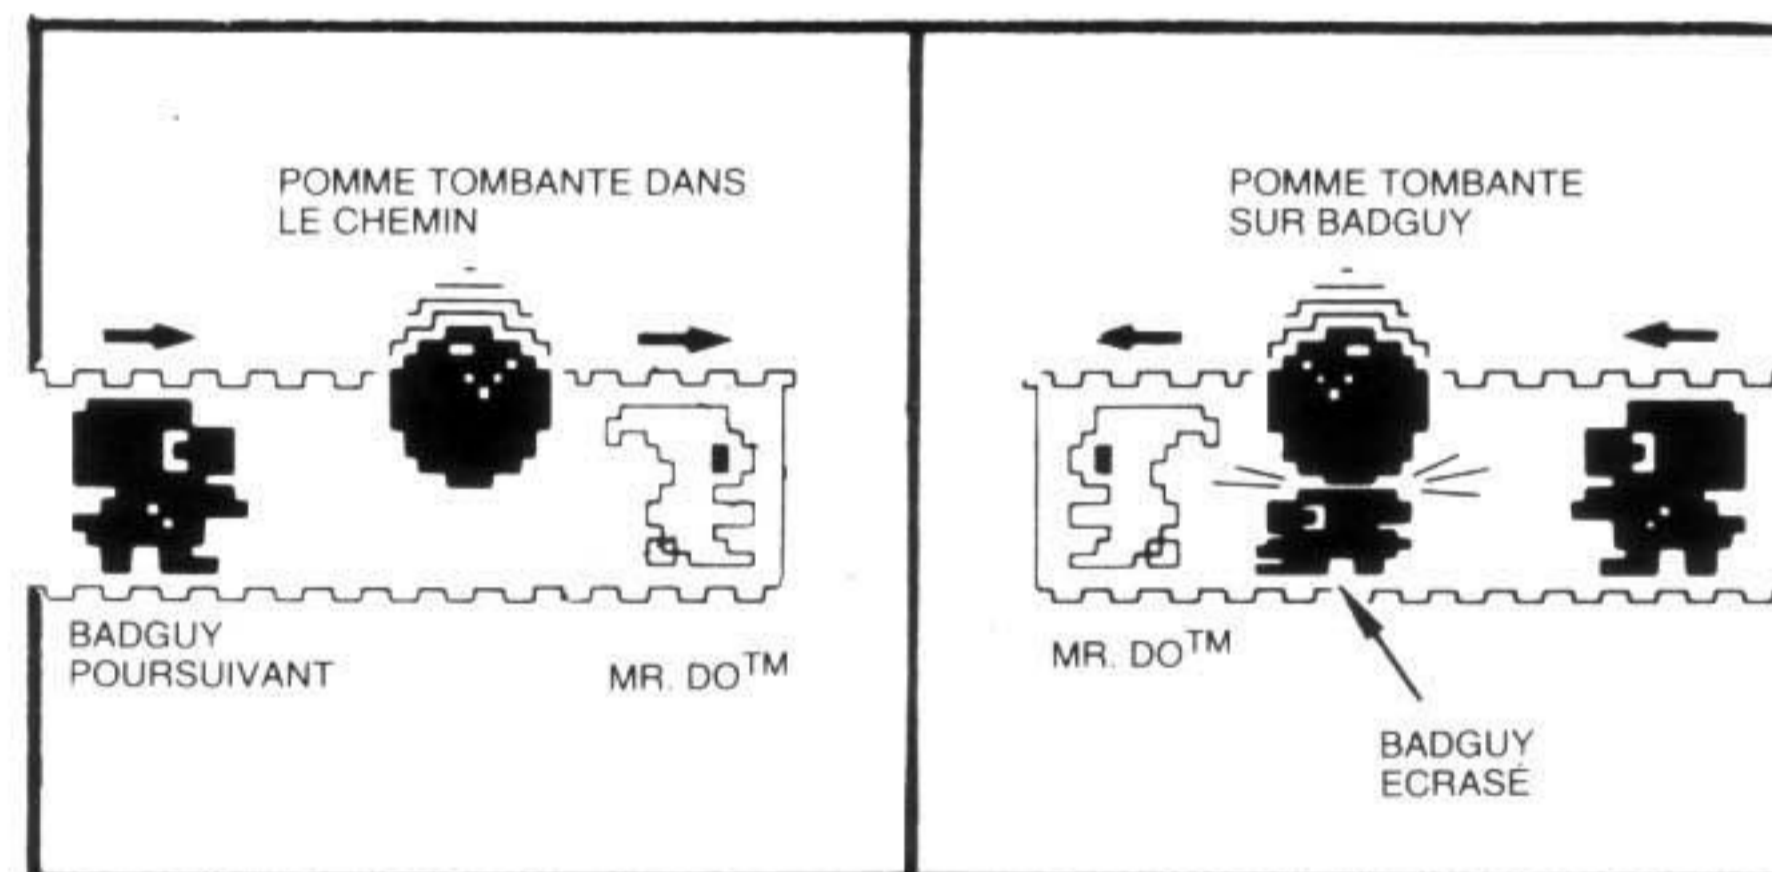 POMME TOMBANTE DANS
LE CHEMIN
BADGUY
POURSUIVANT
MR. DO™
POMME TOMBANTE
SUR BADGUY
MR. DO™
BADGUY
ECRASÉ